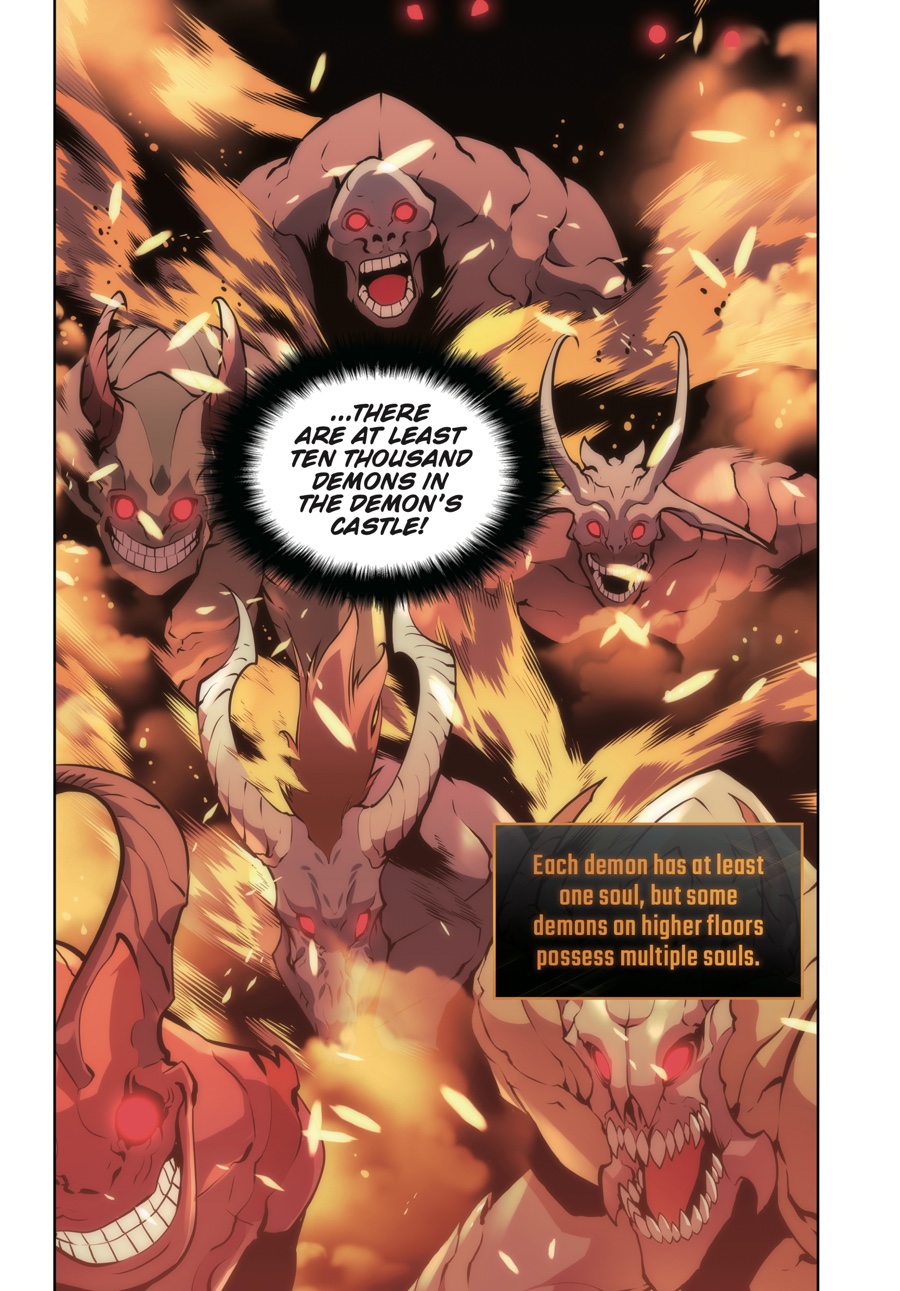 ...THERE
ARE AT LEAST
TEN THOUSAND
DEMONS IN
THE DEMON'S
CASTLE!
Each demon has at least
one soul, but some
demons on higher floors
possess multiple souls.